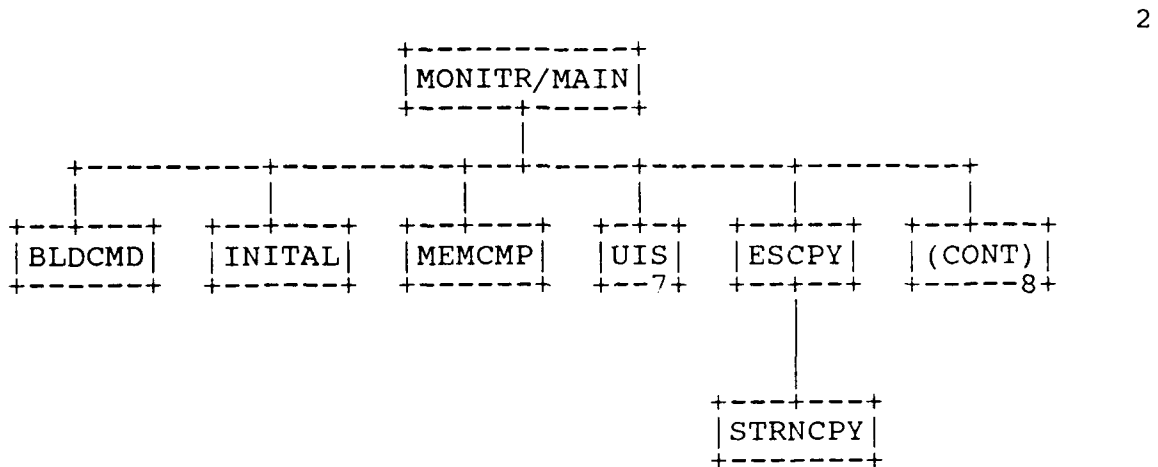 2
MONITR/MAIN
BLDCMD INITAL MEMCMP UIS ESCPY (CONT)
7 8
STRNCPY